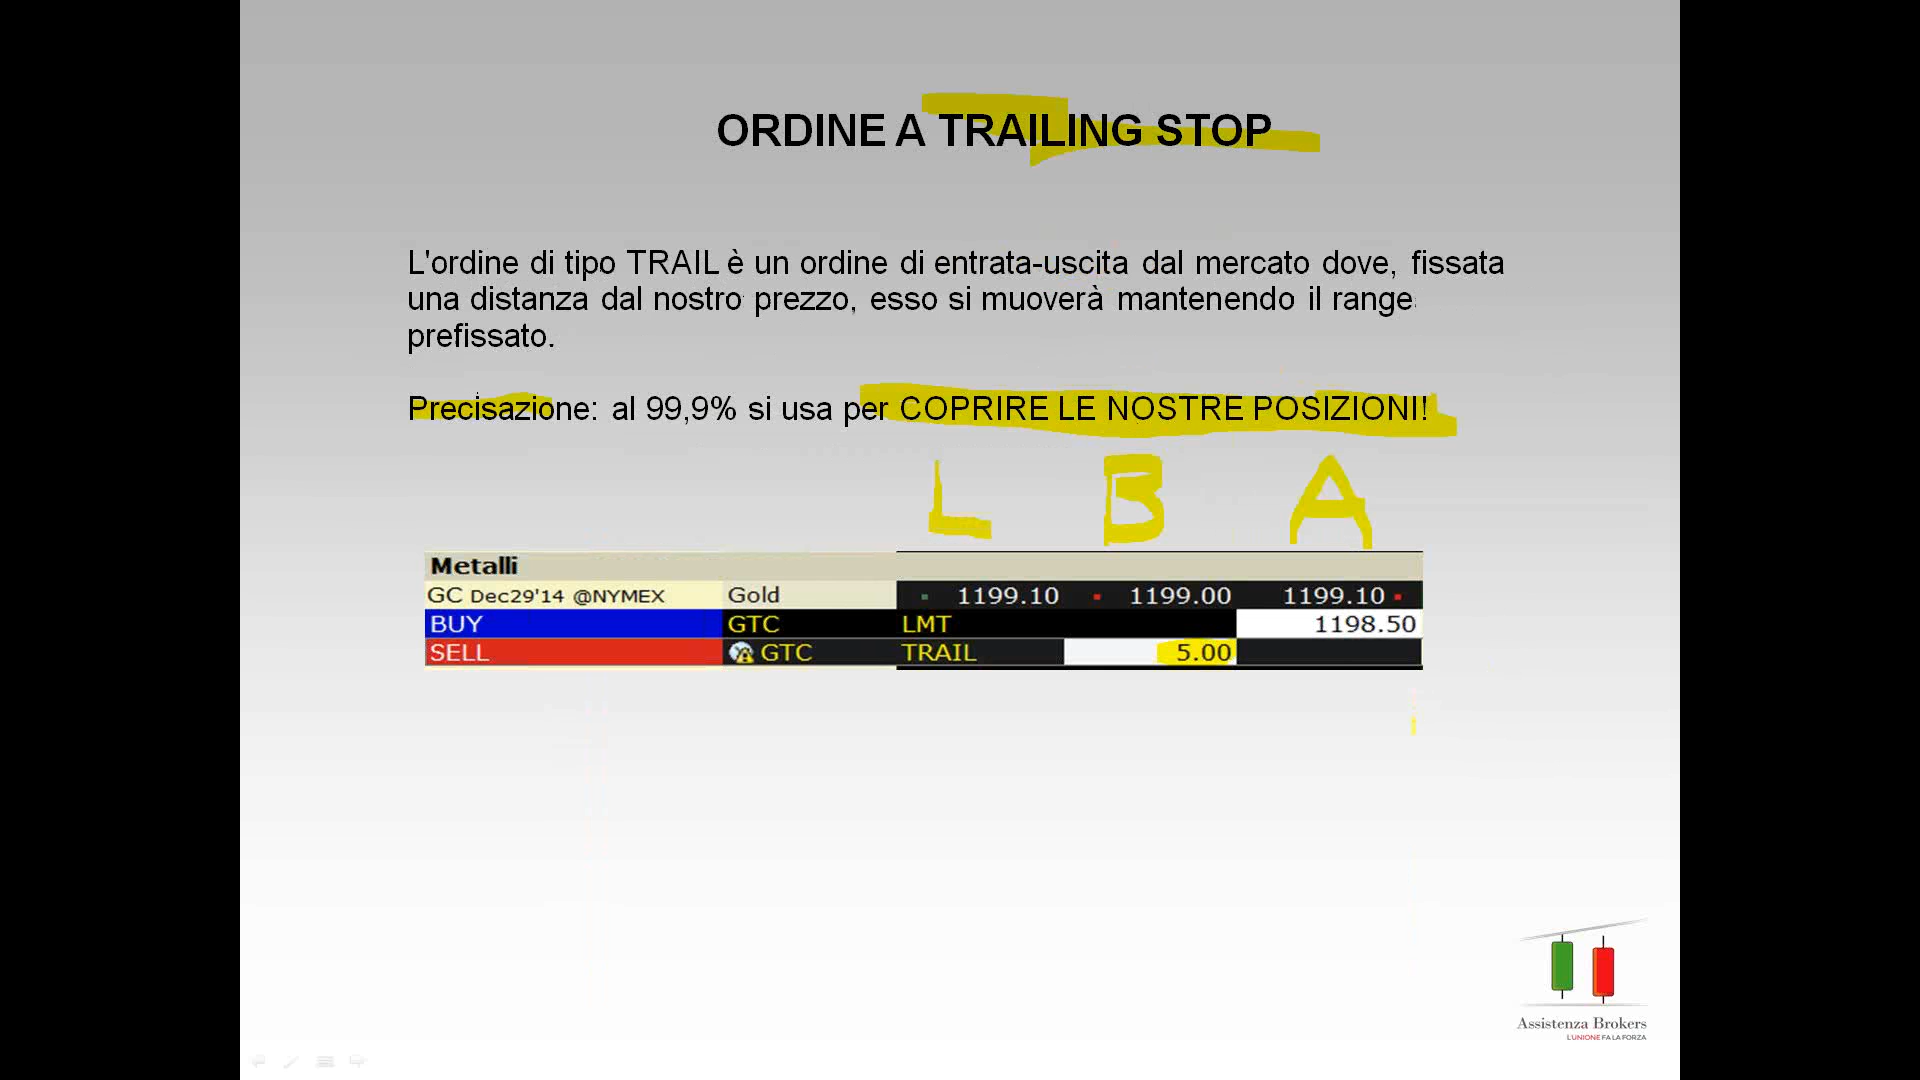 ORDINE A TRAILING STOP
L'ordine di tipo TRAIL è un ordine di entrata-uscita dal mercato dove, fissata
una distanza dal nostro prezzo, esso si muoverà mantenendo il range
prefissato.
Precisazione: al 99,9% si usa per COPRIRE LE NOSTRE POSIZIONI!
L B A
Metalli
GC Dec29'14 @NYMEX Gold 1199.10 1199.00 1199.10
BUY GTC LMT 1198.50
SELL GTC TRAIL 5.00
Assistenza Brokers
L'UNIONE FA LA FORZA